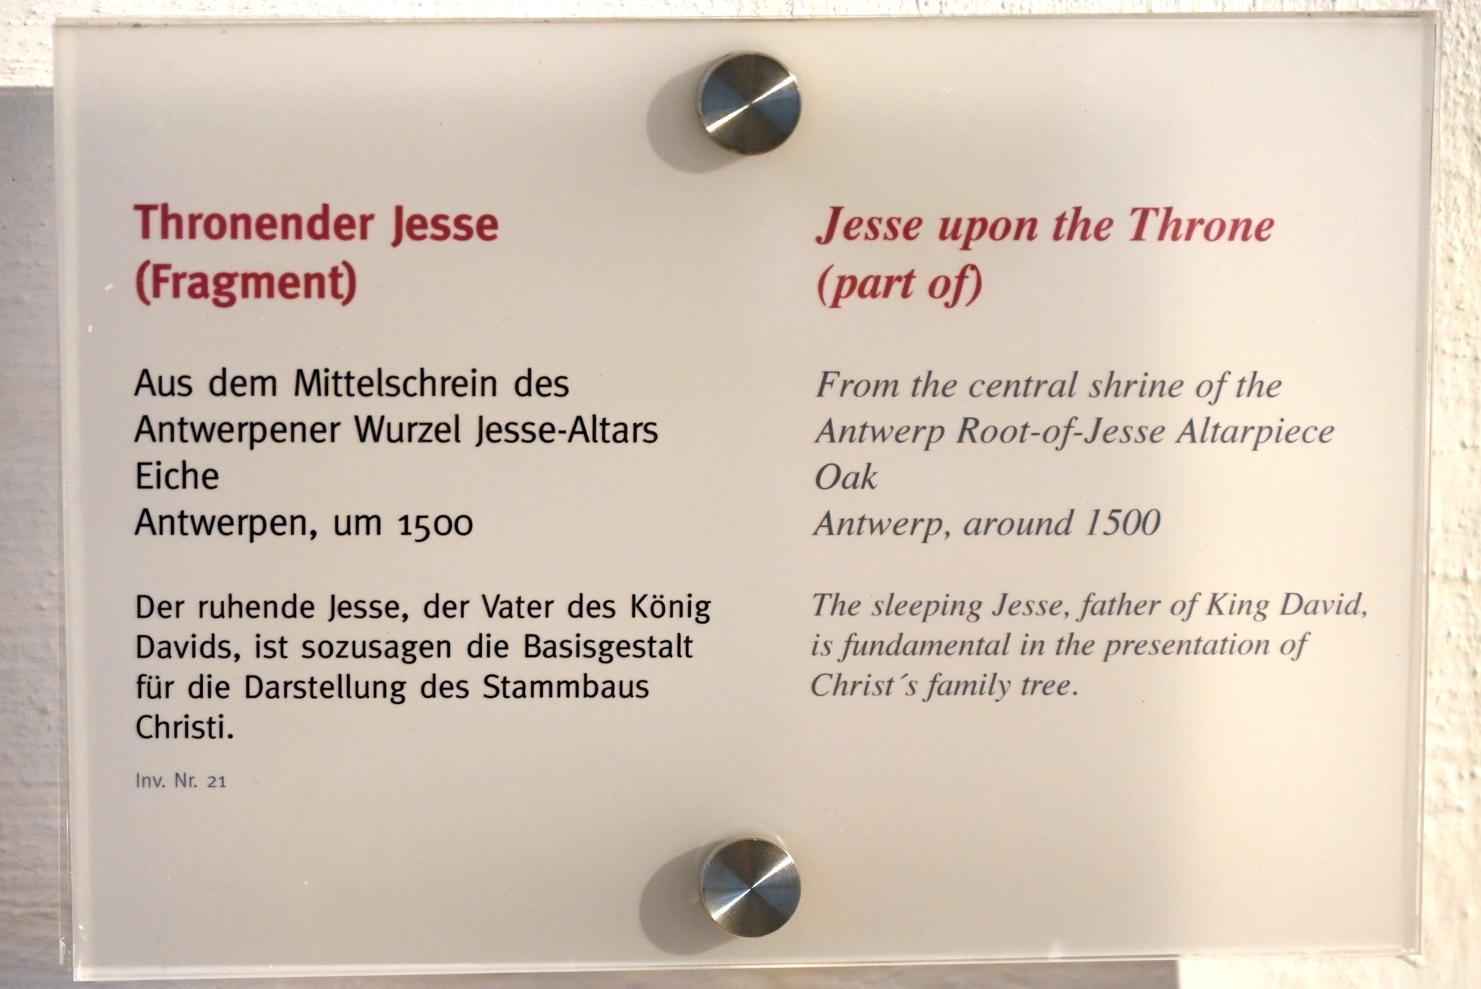 Thronender Jesse
(Fragment)
Aus dem Mittelschrein des
Antwerpener Wurzel Jesse-Altars
Eiche
Antwerpen, um 1500
Der ruhende Jesse, der Vater des König
Davids, ist sozusagen die Basisgestalt
für die Darstellung des Stammbaus
Christi.
Inv. Nr. 21
Jesse upon the Throne
(part of)
From the central shrine of the
Antwerp Root-of-Jesse Altarpiece
Oak
Antwerp, around 1500
The sleeping Jesse, father of King David,
is fundamental in the presentation of
Christ´s family tree.